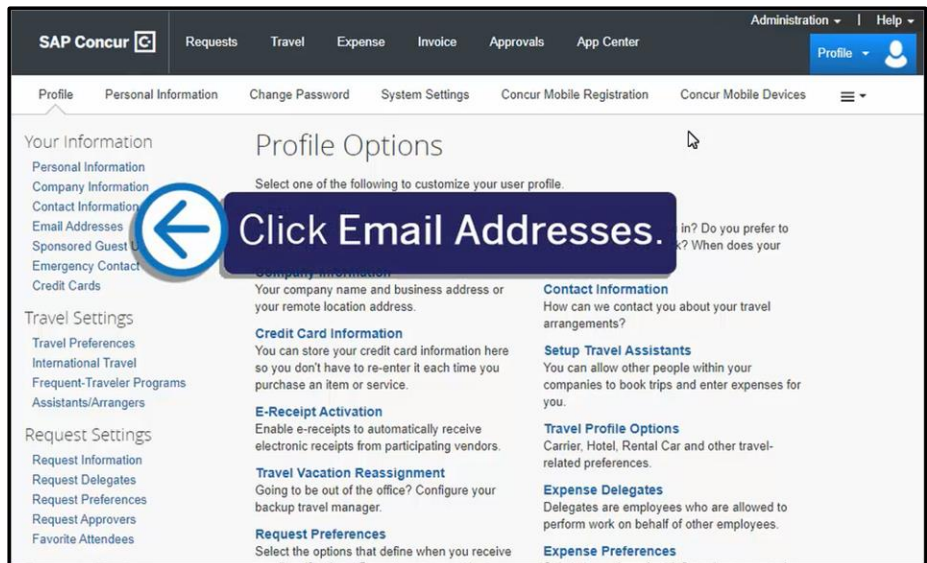 Administration | Help
SAP Concur C Requests Travel Expense Invoice Approvals App Center
Profile
Profile Personal Information Change Password System Settings Concur Mobile Registration Concur Mobile Devices
Your Information
Personal Information
Company Information
Contact Information
Email Addresses
Sponsored Guest
Emergency Contact
Credit Cards
Travel Settings
Travel Preferences
International Travel
Frequent-Traveler Programs
Assistants/Arrangers
Request Settings
Request Information
Request Delegates
Request Preferences
Request Approvers
Favorite Attendees
Profile Options
Select one of the following to customize your user profile.
Click Email Addresses.
in? Do you prefer to
? When does your
Company Information
Your company name and business address or
your remote location address.
Credit Card Information
You can store your credit card information here
so you don't have to re-enter it each time you
purchase an item or service.
E-Receipt Activation
Enable e-receipts to automatically receive
electronic receipts from participating vendors.
Travel Vacation Reassignment
Going to be out of the office? Configure your
backup travel manager.
Request Preferences
Select the options that define when you receive
Contact Information
How can we contact you about your travel
arrangements?
Setup Travel Assistants
You can allow other people within your
companies to book trips and enter expenses for
you.
Travel Profile Options
Carrier, Hotel, Rental Car and other travel-
related preferences.
Expense Delegates
Delegates are employees who are allowed to
perform work on behalf of other employees.
Expense Preferences